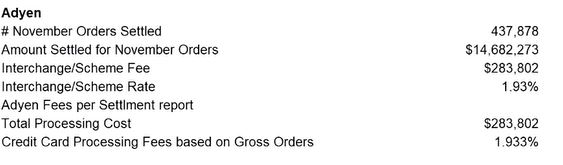 Adyen
# November Orders Settled 437,878
Amount Settled for November Orders $14,682,273
Interchange/Scheme Fee $283,802
Interchange/Scheme Rate 1.93%
Adyen Fees per Settlment report
Total Processing Cost $283,802
Credit Card Processing Fees based on Gross Orders 1.933%